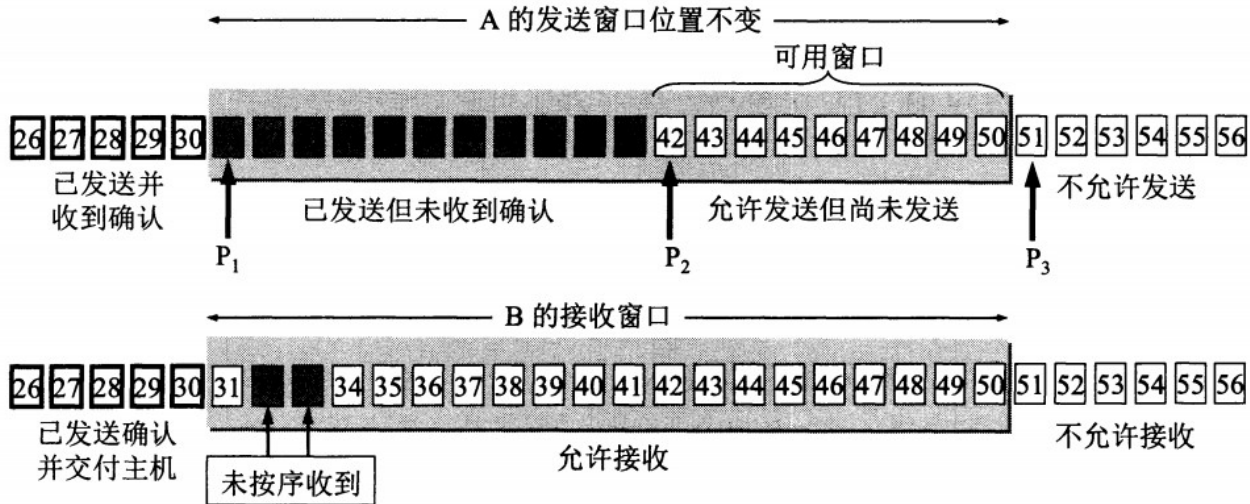 A 的发送窗口位置不变
可用窗口
26 27 28 29 30 42 43 44 45 46 47 48 49 50 51 52 53 54 55 56
已发送并
收到确认
已发送但未收到确认
允许发送但尚未发送
不允许发送
P₁
P₂
P₃
B 的接收窗口
26 27 28 29 30 31 34 35 36 37 38 39 40 41 42 43 44 45 46 47 48 49 50 51 52 53 54 55 56
已发送确认
并交付主机
未按序收到
允许接收
不允许接收